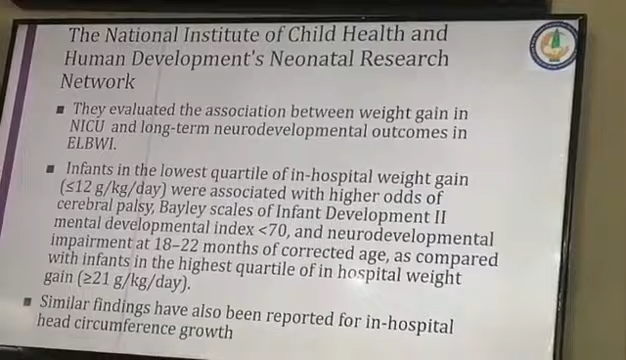 The National Institute of Child Health and
Human Development's Neonatal Research
Network
▪ They evaluated the association between weight gain in
NICU and long-term neurodevelopmental outcomes in
ELBWI.
▪ Infants in the lowest quartile of in-hospital weight gain
(≤12 g/kg/day) were associated with higher odds of
cerebral palsy, Bayley scales of Infant Development II
mental developmental index <70, and neurodevelopmental
impairment at 18–22 months of corrected age, as compared
with infants in the highest quartile of in hospital weight
gain (≥21 g/kg/day).
▪ Similar findings have also been reported for in-hospital
head circumference growth